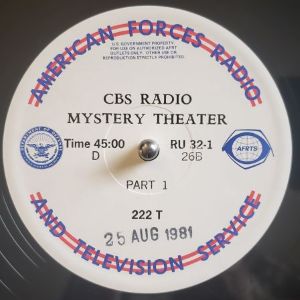 AMERICAN FORCES RADIO
U.S. GOVERNMENT PROPERTY.
FOR USE ON AUTHORIZED AFRT
OUTLETS ONLY. OTHER USE OR
REPRODUCTION STRICTLY PROHIBITED.
CBS RADIO
MYSTERY THEATER
Time 45:00 RU 32-1
D 26B
AFRTS
PART 1
222 T
25 AUG 1981
AND TELEVISION SERVICE